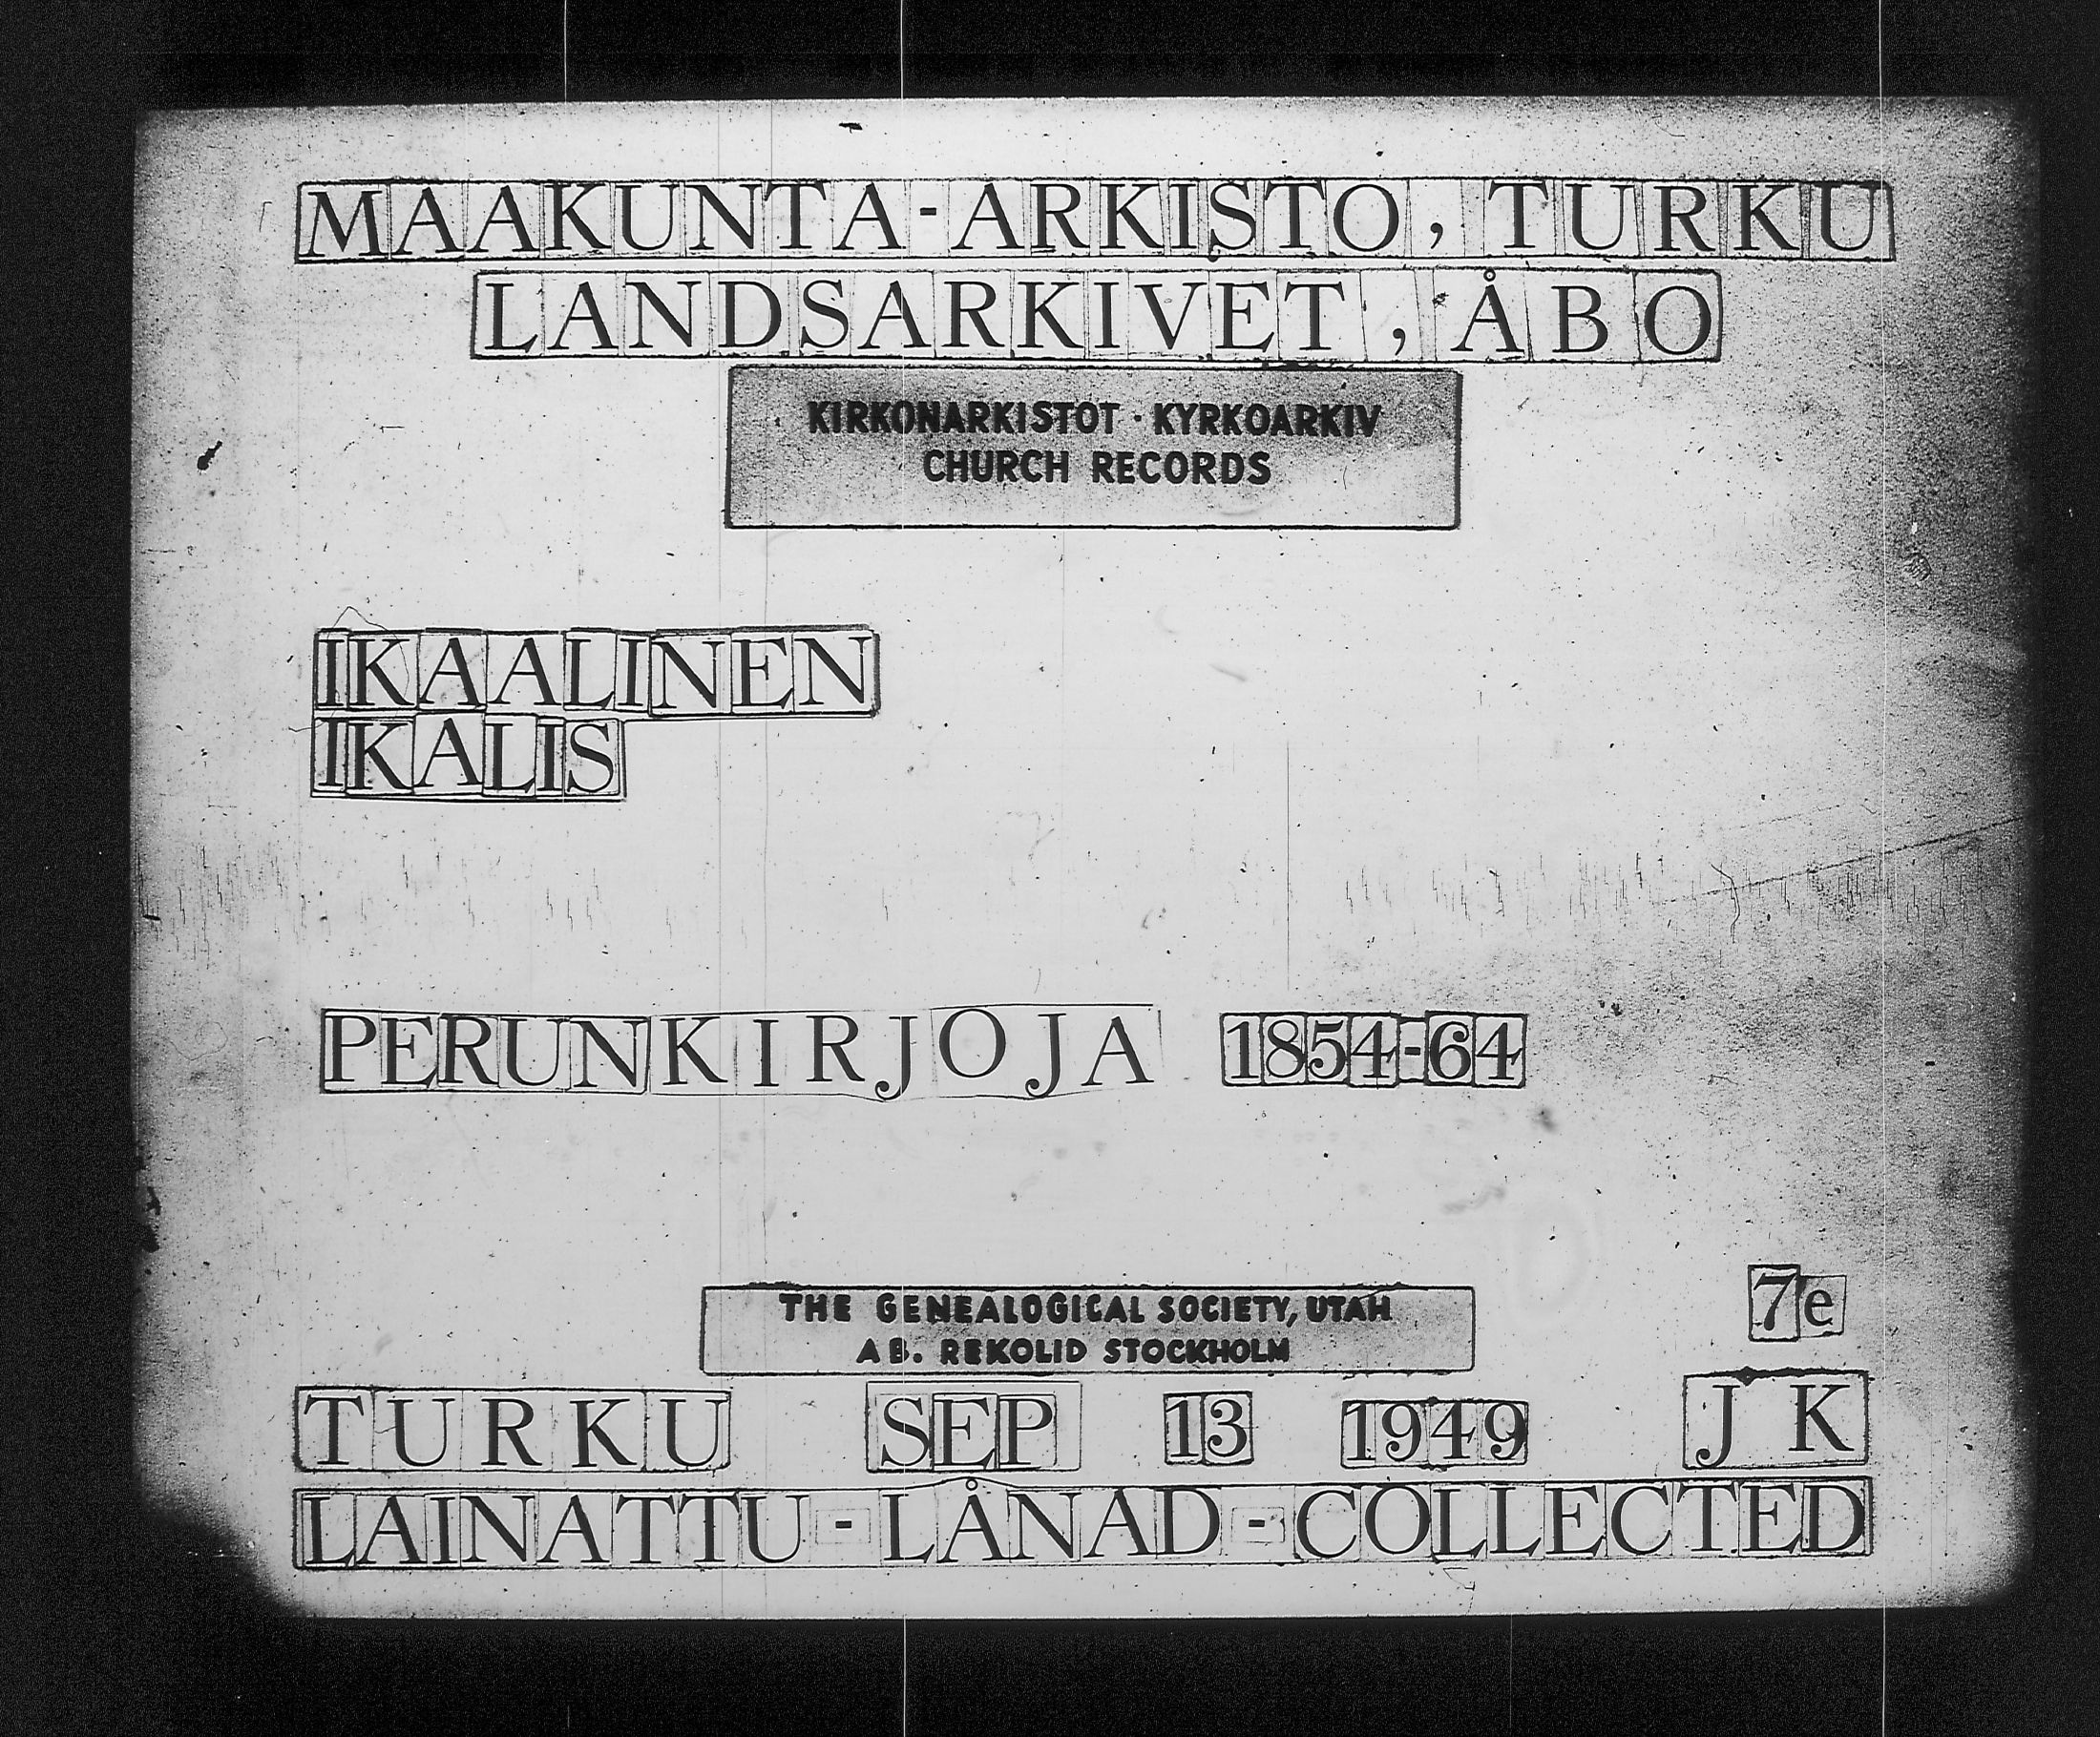 MAAKUNTA-ARKISTO, TURKU
LANDSARKIVET, ÅBO
KIRKONARKISTOT · KYRKOARKIV
CHURCH RECORDS
IKAALINEN
IKALIS
PERUNKIRJOJA 1854-64
7e
THE GENEALOGICAL SOCIETY, UTAH
AB. REKOLID STOCKHOLM
TURKU SEP 13 1949 J K
LAINATTU - LÅNAD - COLLECTED